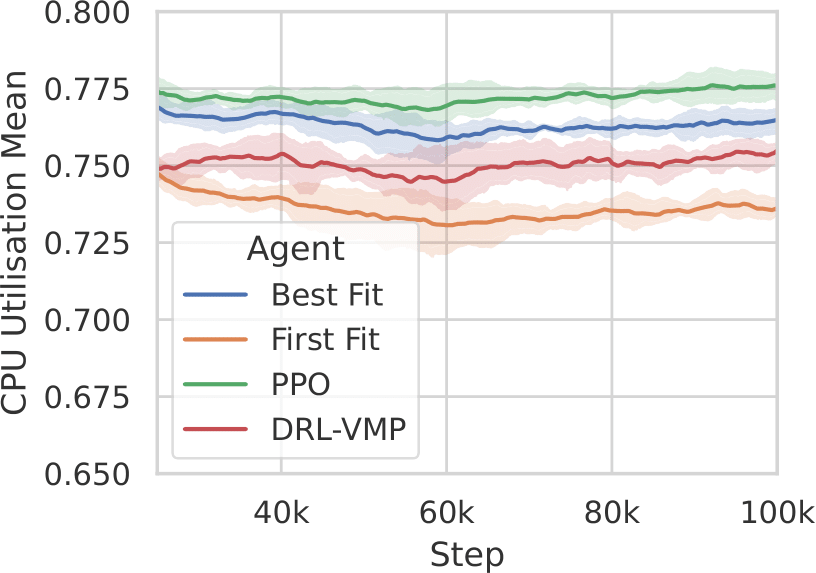 CPU Utilisation Mean
0.800
0.775
0.750
0.725
0.700
0.675
0.650
Agent
Best Fit
First Fit
PPO
DRL-VMP
40k
60k
80k
100k
Step